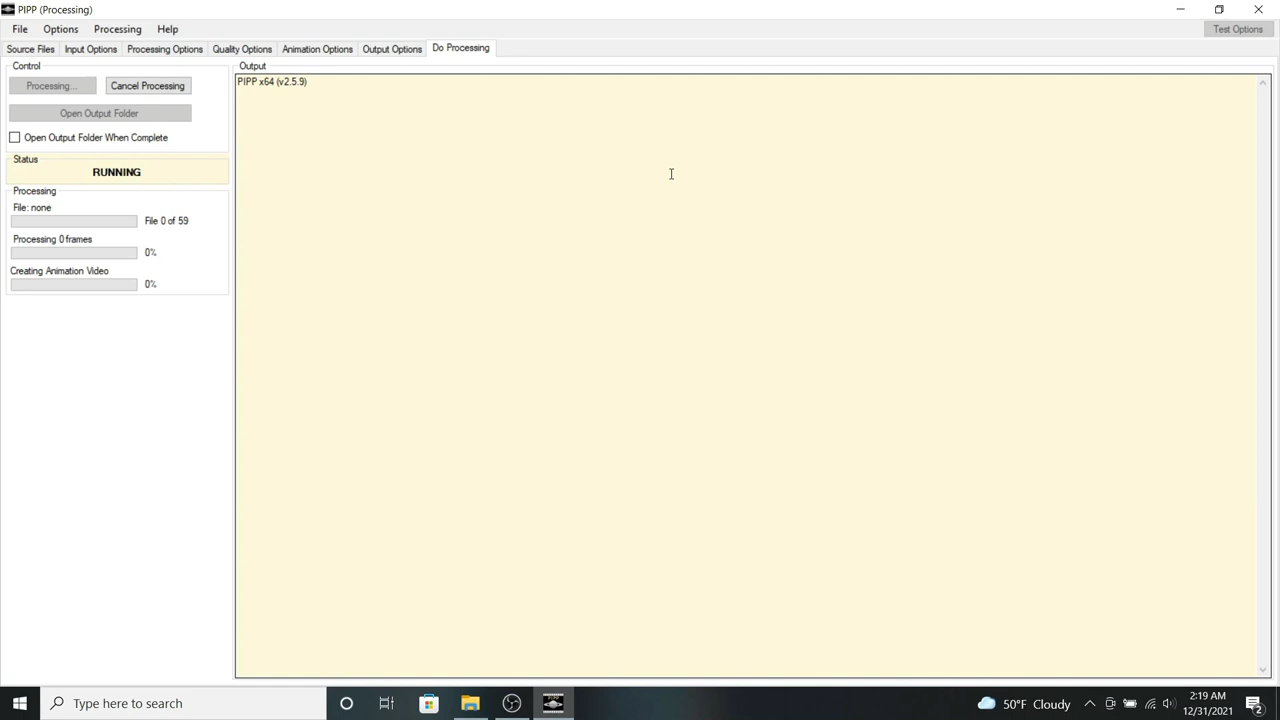 PIPP (Processing)
File Options Processing Help Test Options
Source Files Input Options Processing Options Quality Options Animation Options Output Options Do Processing
Control
Processing... Cancel Processing
Open Output Folder
Open Output Folder When Complete
Status
RUNNING
Processing
File: none
File 0 of 59
Processing 0 frames
0%
Creating Animation Video
0%
Output
PIPP x64 (v2.5.9)
Type here to search
50°F Cloudy
2:19 AM
12/31/2021
2